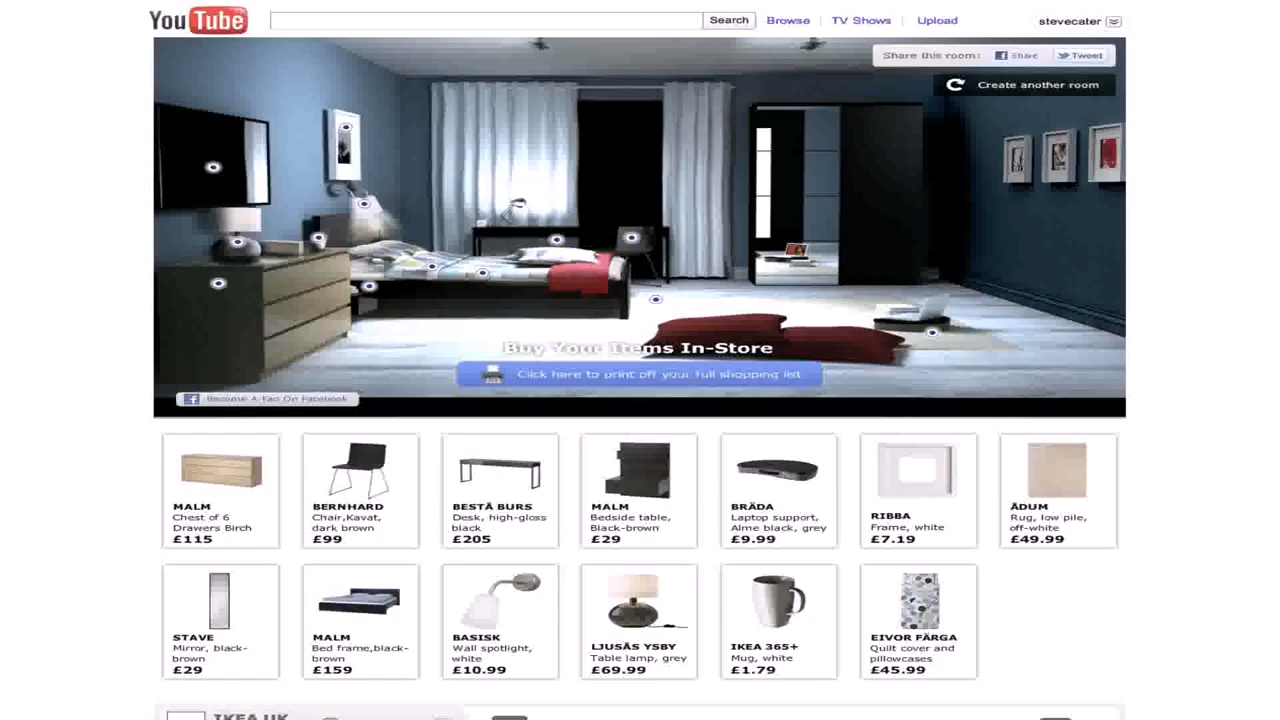 YouTube
Search
Browse
TV Shows
Upload
stevecater
Share this room:
Share
Tweet
Create another room
Buy Your Items In-Store
Click here to print off your full shopping list
Become A Fan On Facebook
MALM
Chest of 6
Drawers Birch
£115
BERNHARD
Chair,Kavat,
dark brown
£99
BESTÅ BURS
Desk, high-gloss
black
£205
MALM
Bedside table,
Black-brown
£29
BRÄDA
Laptop support,
Alme black, grey
£9.99
RIBBA
Frame, white
£7.19
ÅDUM
Rug, low pile,
off-white
£49.99
STAVE
Mirror, black-
brown
£29
MALM
Bed frame,black-
brown
£159
BASISK
Wall spotlight,
white
£10.99
LJUSÅS YSBY
Table lamp, grey
£69.99
IKEA 365+
Mug, white
£1.79
EIVOR FÄRGA
Quilt cover and
pillowcases
£45.99
IKEA UK